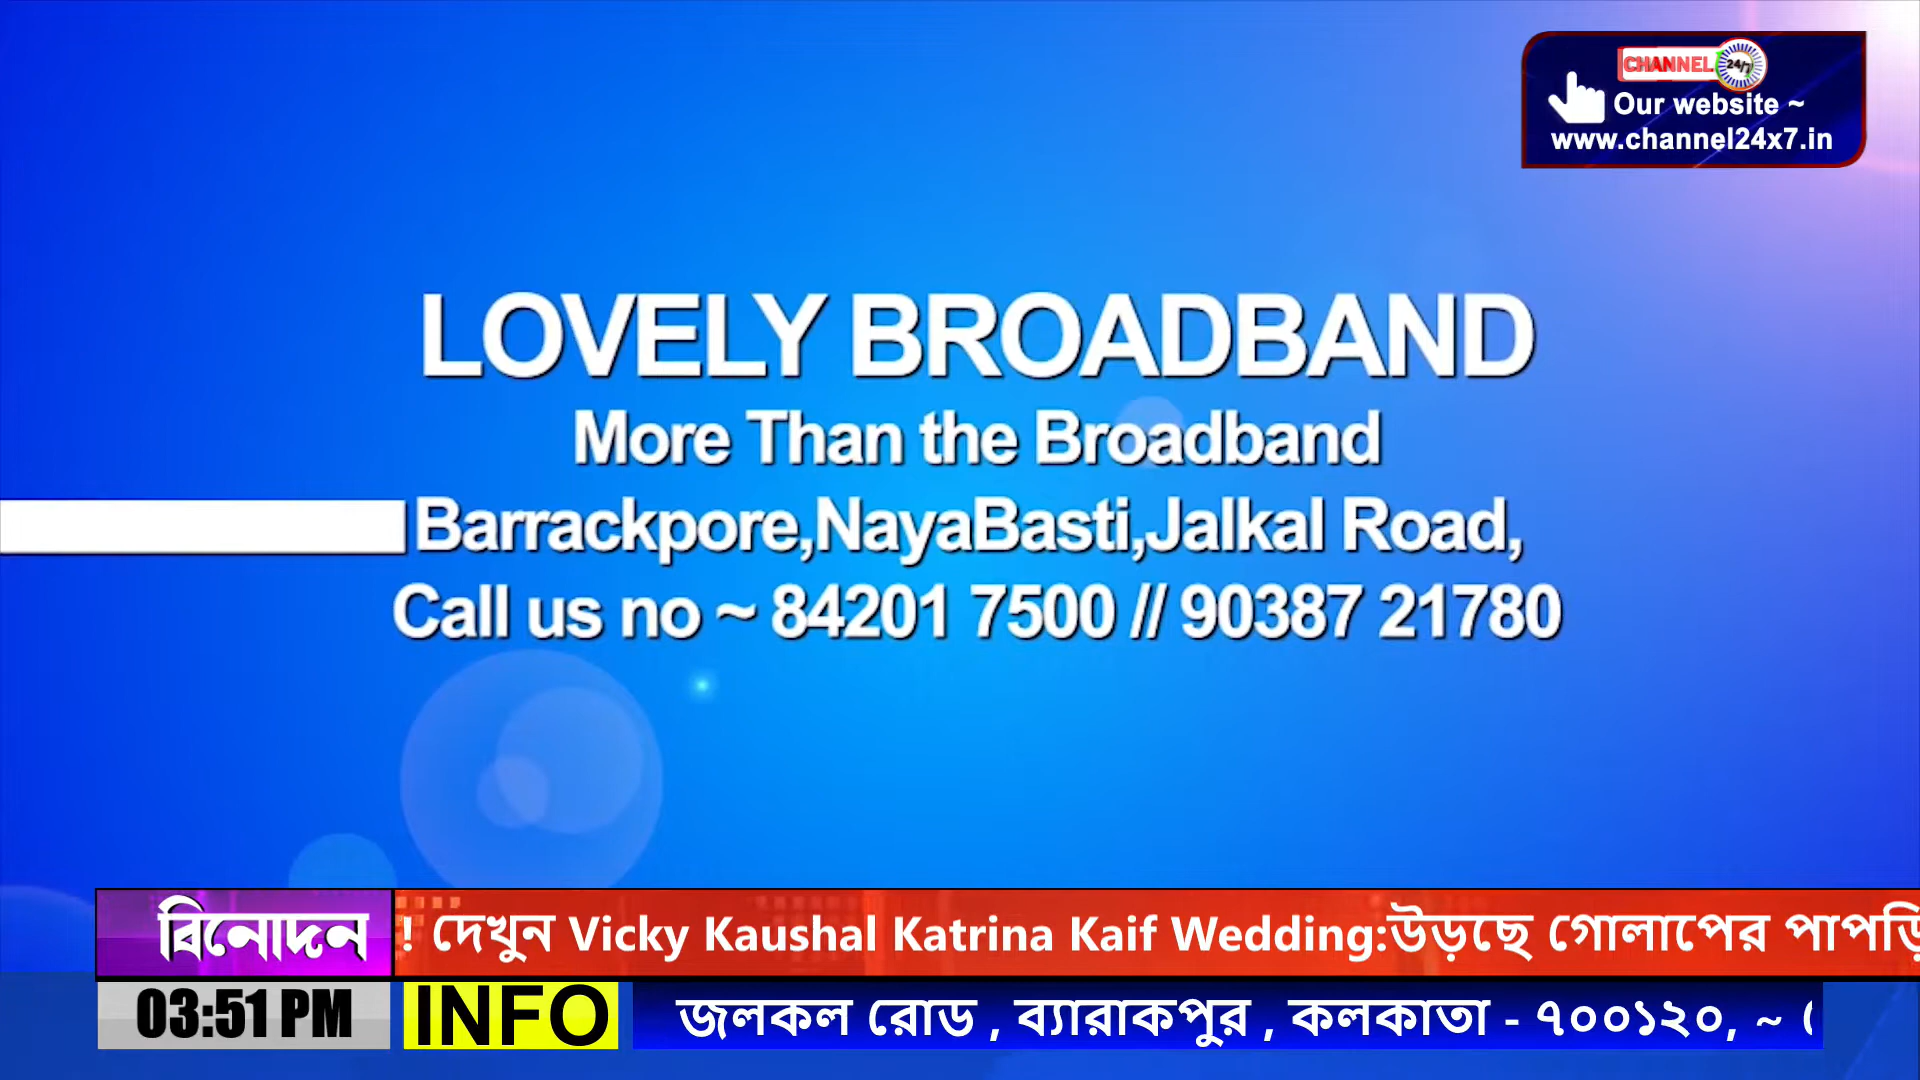 CHANNEL 24/7
Our website ~
www.channel24x7.in
LOVELY BROADBAND
More Than the Broadband
Barrackpore,NayaBasti,Jalkal Road,
Call us no ~ 84201 7500 // 90387 21780
বিনোদন
! দেখুন Vicky Kaushal Katrina Kaif Wedding:উড়ছে গোলাপের পাপড়ি
03:51 PM
INFO
জলকল রোড , ব্যারাকপুর , কলকাতা - ৭০০১২০, ~